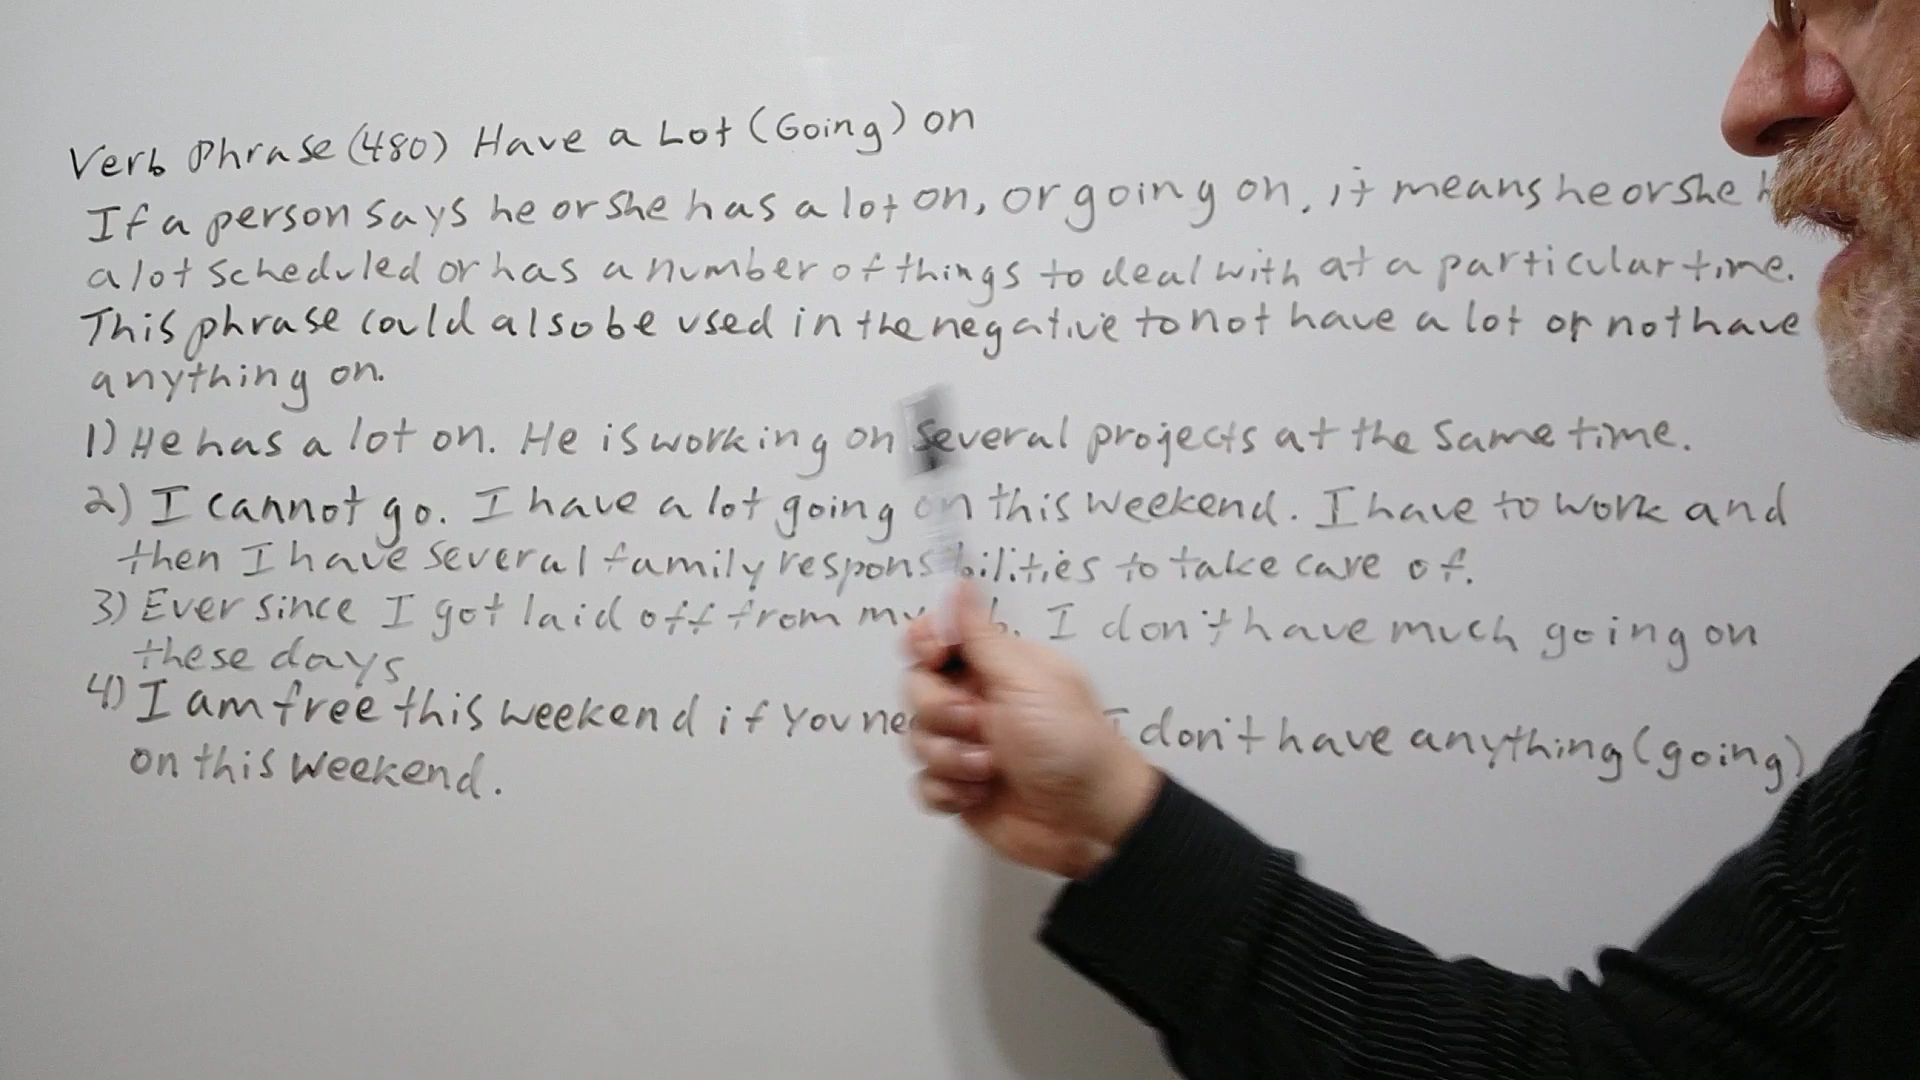 Verb Phrase (480) Have a Lot (Going) on
If a person says he or she has a lot on, or going on, it means he or she
a lot scheduled or has a number of things to deal with at a particular time.
This phrase could also be used in the negative to not have a lot or not have
anything on.
1) He has a lot on. He is working on several projects at the same time.
2) I cannot go. I have a lot going on this weekend. I have to work and
then I have several family responsibilities to take care of.
3) Ever since I got laid off from my I don't have much going on
these days
4) I am free this weekend if you I don't have anything (going)
on this weekend.